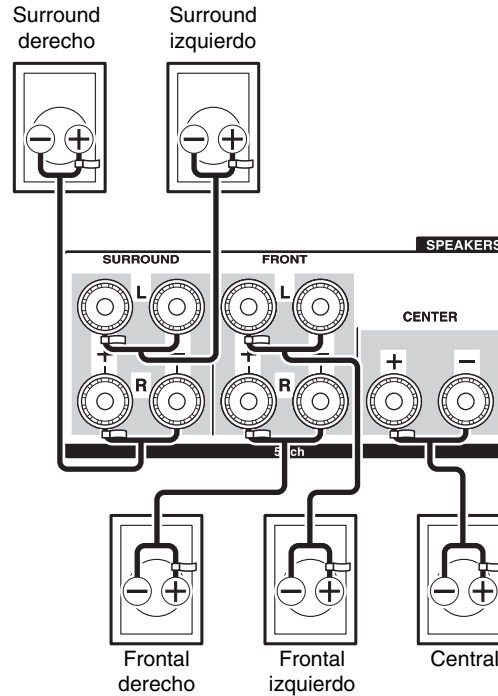 Surround
derecho
Surround
izquierdo
SPEAKERS
SURROUND
FRONT
L
L
CENTER
+ −
+ −
+ −
R
R
− +
− +
− +
− +
− +
Frontal
derecho
Frontal
izquierdo
Central